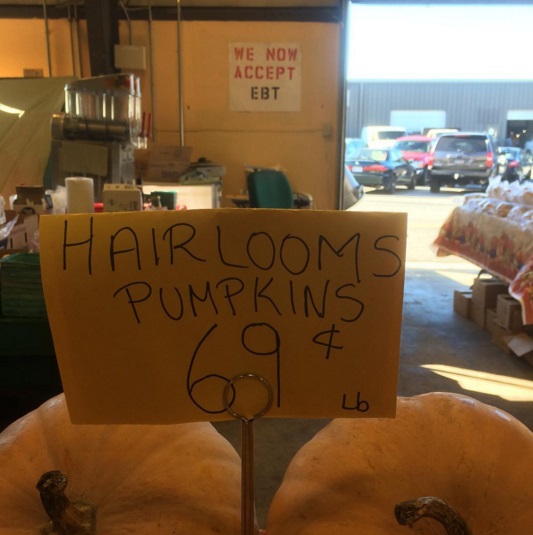 WE NOW
ACCEPT
EBT
HAIRLOOMS
PUMPKINS
69 ¢
Lb